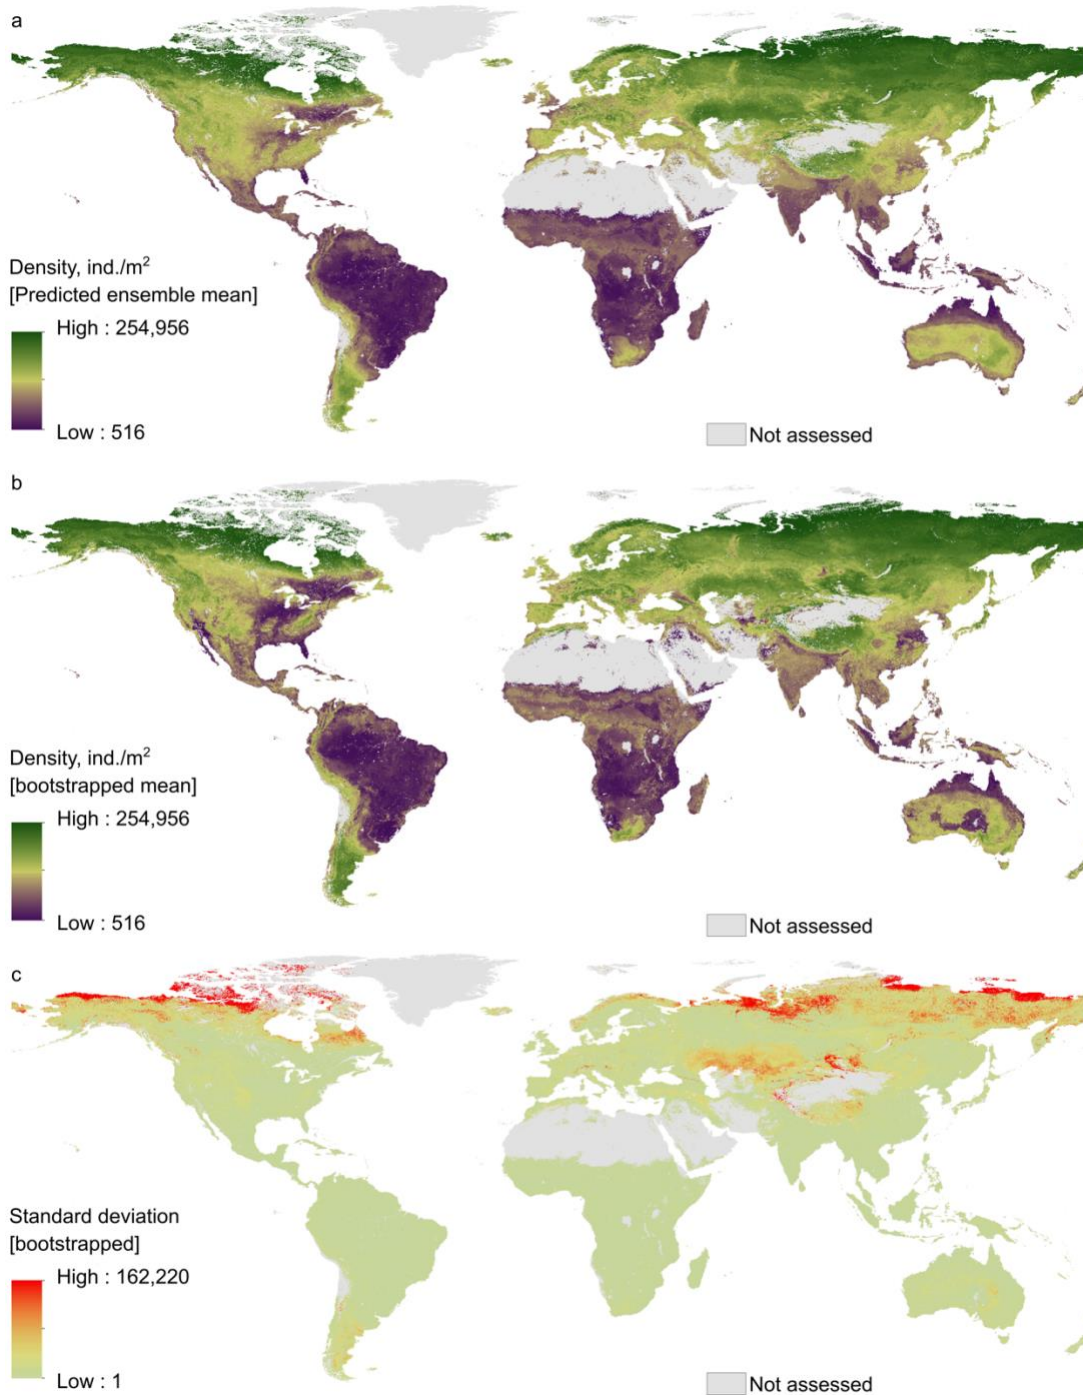 a
Density, ind./m²
[Predicted ensemble mean]
High : 254,956
Low : 516
Not assessed
b
Density, ind./m²
[bootstrapped mean]
High : 254,956
Low : 516
Not assessed
c
Standard deviation
[bootstrapped]
High : 162,220
Low : 1
Not assessed